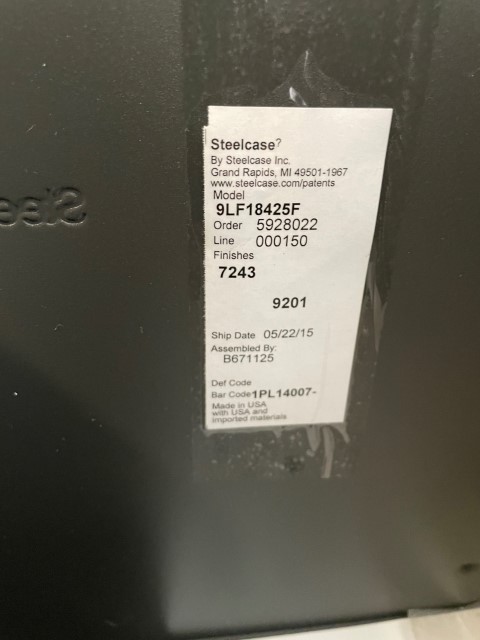 Steelcase?
By Steelcase Inc.
Grand Rapids, MI 49501-1967
www.steelcase.com/patents
Model
9LF18425F
Order 5928022
Line 000150
Finishes
7243
9201
Ship Date 05/22/15
Assembled By:
B671125
Def Code
Bar Code 1PL14007-
Made in USA
with USA and
imported materials